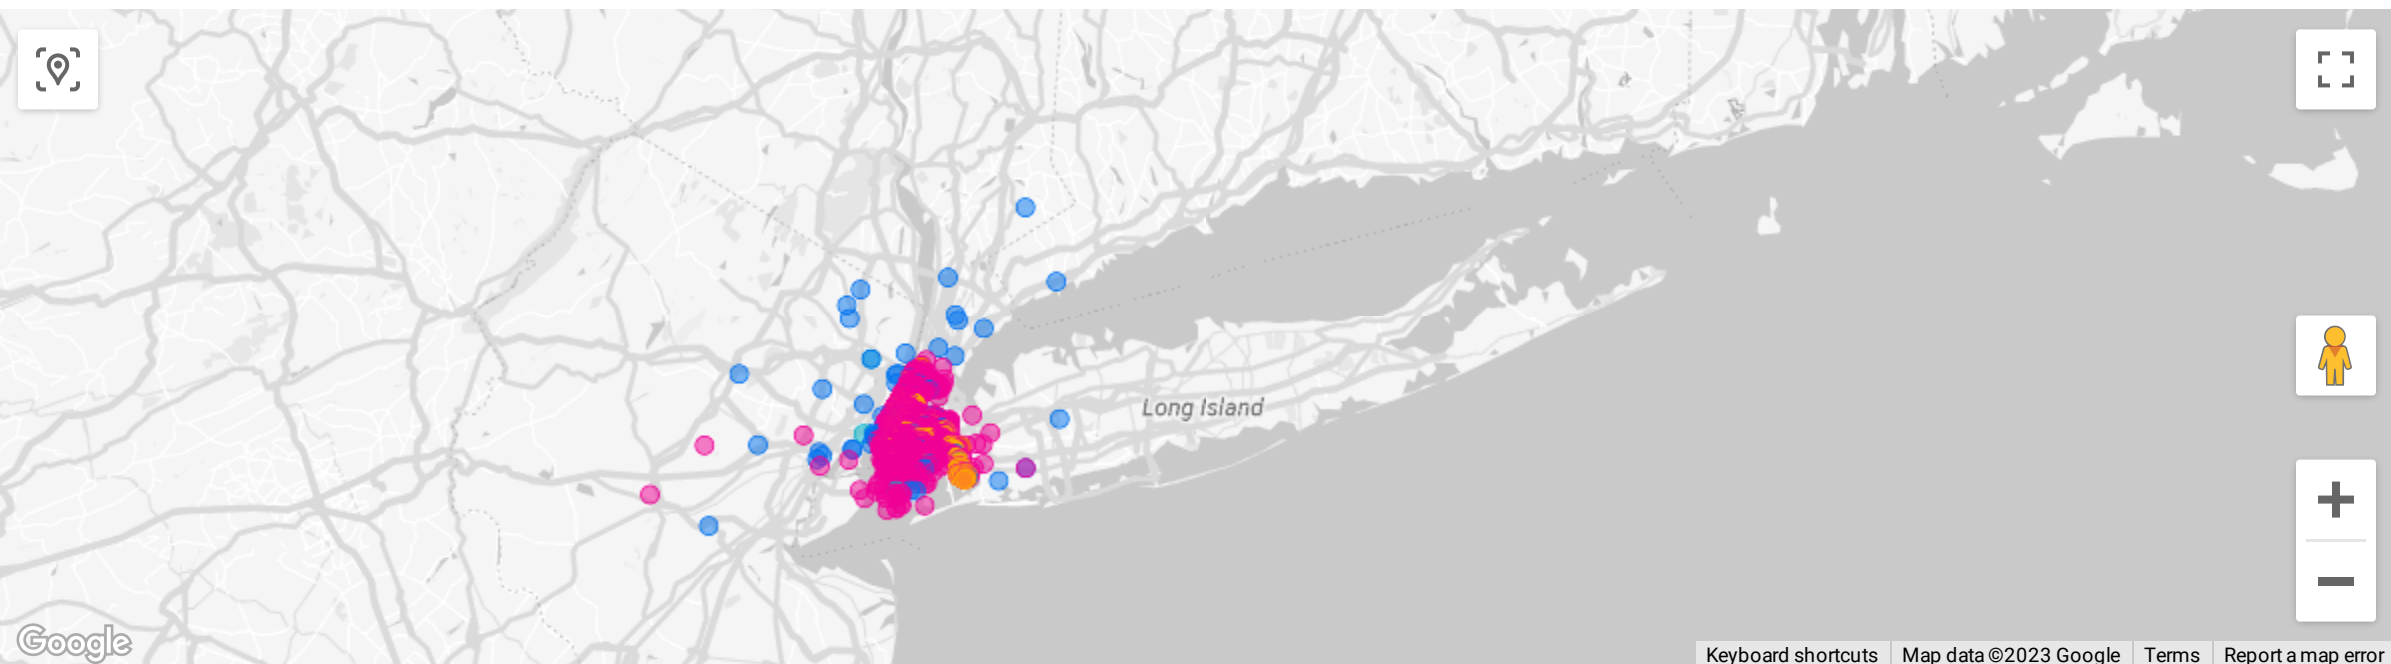 Long Island
Google
Keyboard shortcuts
Map data ©2023 Google
Terms
Report a map error